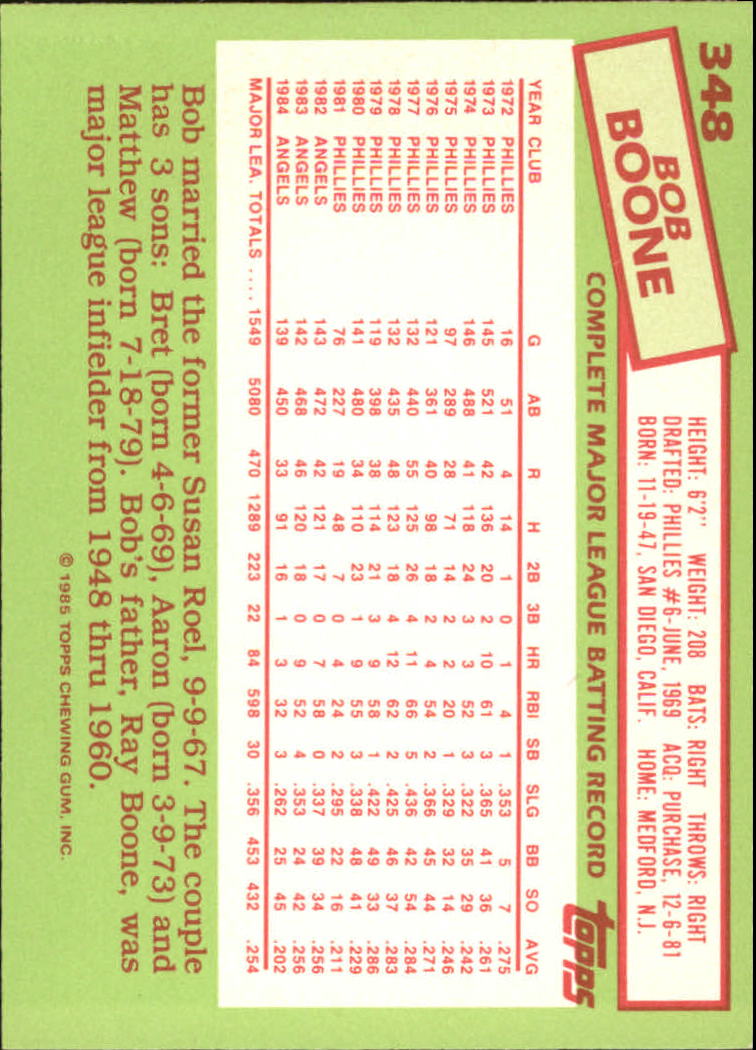 348
BOB
BOONE
HEIGHT: 6'2" WEIGHT: 208 BATS: RIGHT THROWS: RIGHT
DRAFTED: PHILLIES #6-JUNE, 1969 ACQ: PURCHASE, 12-6-81
BORN: 11-19-47, SAN DIEGO, CALIF. HOME: MEDFORD, N.J.
COMPLETE MAJOR LEAGUE BATTING RECORD
topps
YEAR CLUB G AB R H 2B 3B HR RBI SB SLG BB SO AVG
1972 PHILLIES 16 51 4 14 1 0 1 4 1 .353 5 7 .275
1973 PHILLIES 145 521 42 136 20 2 10 61 3 .365 41 36 .261
1974 PHILLIES 146 488 41 118 24 3 3 52 3 .322 35 29 .242
1975 PHILLIES 97 289 28 71 14 2 2 20 1 .329 32 14 .246
1976 PHILLIES 121 361 40 98 18 2 4 54 2 .366 45 44 .271
1977 PHILLIES 132 440 55 125 26 4 11 66 5 .436 42 54 .284
1978 PHILLIES 132 435 48 123 18 4 12 62 2 .425 46 37 .283
1979 PHILLIES 119 398 38 114 21 3 9 58 1 .422 49 33 .286
1980 PHILLIES 141 480 34 110 23 1 9 55 3 .338 48 41 .229
1981 PHILLIES 76 227 19 48 7 0 4 24 2 .295 22 16 .211
1982 ANGELS 143 472 42 121 17 0 7 58 0 .337 39 34 .256
1983 ANGELS 142 468 46 120 18 0 9 52 4 .353 24 42 .256
1984 ANGELS 139 450 33 91 16 1 3 32 3 .262 25 45 .202
MAJOR LEA. TOTALS .... 1549 5080 470 1289 223 22 84 598 30 .356 453 432 .254
Bob married the former Susan Roel, 9-9-67. The couple
has 3 sons: Bret (born 4-6-69), Aaron (born 3-9-73) and
Matthew (born 7-18-79). Bob's father, Ray Boone, was
major league infielder from 1948 thru 1960.
© 1985 TOPPS CHEWING GUM, INC.